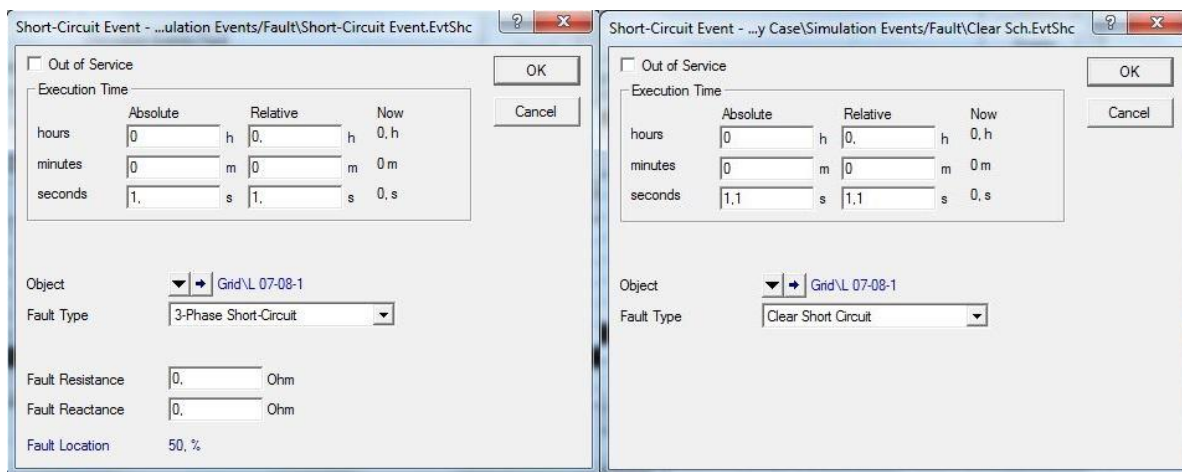 Short-Circuit Event - ...ulation Events/Fault\Short-Circuit Event.EvtShc
Out of Service
OK
Execution Time
Absolute Relative Now
Cancel
hours 0 h 0, h 0, h
minutes 0 m 0 m 0 m
seconds 1, s 1, s 0, s
Object Grid\L 07-08-1
Fault Type 3-Phase Short-Circuit
Fault Resistance 0, Ohm
Fault Reactance 0, Ohm
Fault Location 50, %
Short-Circuit Event - ...y Case\Simulation Events/Fault\Clear Sch.EvtShc
Out of Service
OK
Execution Time
Absolute Relative Now
Cancel
hours 0 h 0, h 0, h
minutes 0 m 0 m 0 m
seconds 1,1 s 1,1 s 0, s
Object Grid\L 07-08-1
Fault Type Clear Short Circuit